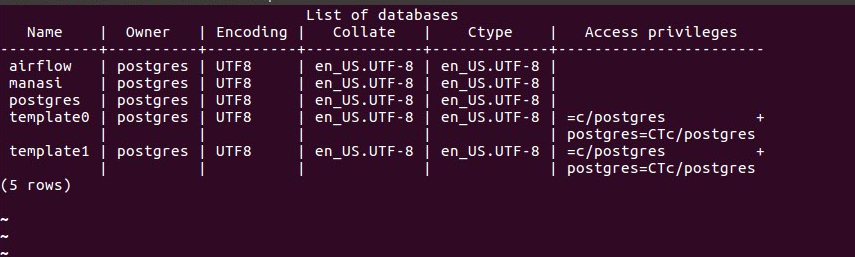 List of databases
   Name    |  Owner   | Encoding |   Collate   |    Ctype    |   Access privileges
-----------+----------+----------+-------------+-------------+-----------------------
 airflow   | postgres | UTF8     | en_US.UTF-8 | en_US.UTF-8 |
 manasi    | postgres | UTF8     | en_US.UTF-8 | en_US.UTF-8 |
 postgres  | postgres | UTF8     | en_US.UTF-8 | en_US.UTF-8 |
 template0 | postgres | UTF8     | en_US.UTF-8 | en_US.UTF-8 | =c/postgres          +
           |          |          |             |             | postgres=CTc/postgres
 template1 | postgres | UTF8     | en_US.UTF-8 | en_US.UTF-8 | =c/postgres          +
           |          |          |             |             | postgres=CTc/postgres
(5 rows)

~
~
~